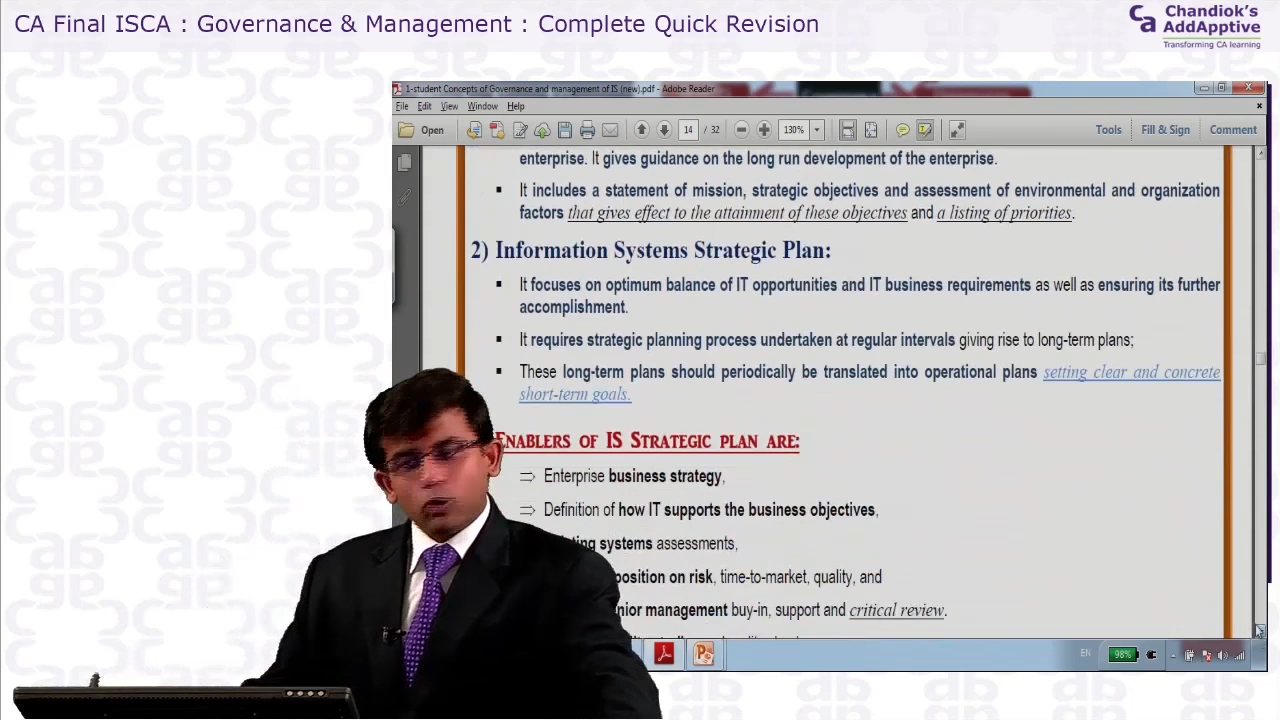 CA Final ISCA : Governance & Management : Complete Quick Revision
Chandiok's
AddApptive
Transforming CA learning
1-student Concepts of Governance and management of IS (new).pdf - Adobe Reader
File Edit View Window Help
Open 14 / 32 130% Tools Fill & Sign Comment
enterprise. It gives guidance on the long run development of the enterprise.
▪ It includes a statement of mission, strategic objectives and assessment of environmental and organization
factors that gives effect to the attainment of these objectives and a listing of priorities.
2) Information Systems Strategic Plan:
▪ It focuses on optimum balance of IT opportunities and IT business requirements as well as ensuring its further
accomplishment.
▪ It requires strategic planning process undertaken at regular intervals giving rise to long-term plans;
▪ These long-term plans should periodically be translated into operational plans setting clear and concrete
short-term goals.
ENABLERS OF IS STRATEGIC PLAN ARE:
⇒ Enterprise business strategy,
⇒ Definition of how IT supports the business objectives,
systems assessments,
position on risk, time-to-market, quality, and
management buy-in, support and critical review.
EN 98%